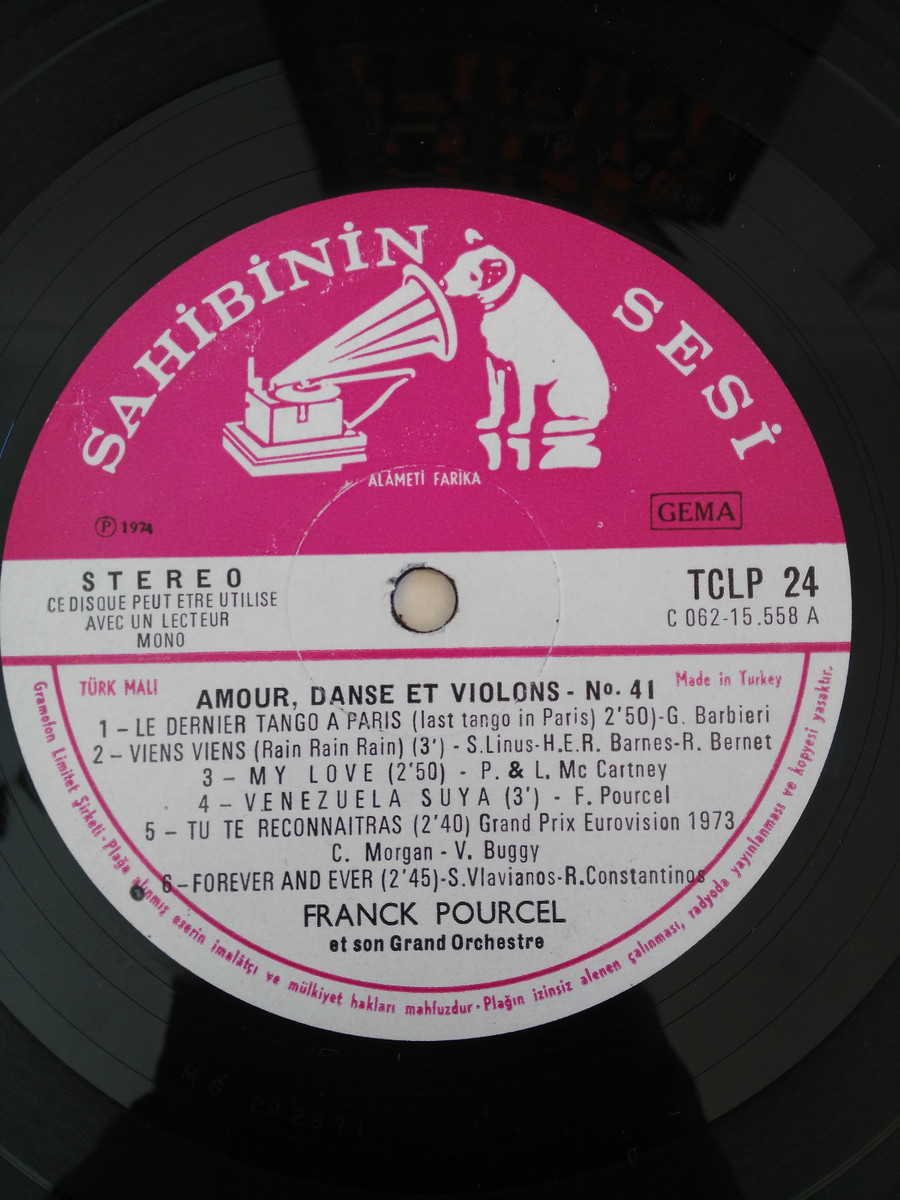 SAHİBİNİN SESİ
ALÂMETİ FARİKA
Ⓟ 1974
GEMA
STEREO
CE DISQUE PEUT ETRE UTILISE
AVEC UN LECTEUR
MONO
TCLP 24
C 062-15.558 A
TÜRK MALI
Made in Turkey
AMOUR, DANSE ET VIOLONS - No. 41
1 – LE DERNIER TANGO A PARIS (last tango in Paris) 2'50)-G. Barbieri
2 – VIENS VIENS (Rain Rain Rain) (3') - S.Linus-H.E.R. Barnes-R. Bernet
3 – MY LOVE (2'50) - P. & L. Mc Cartney
4 – VENEZUELA SUYA (3') - F. Pourcel
5 – TU TE RECONNAITRAS (2'40) Grand Prix Eurovision 1973
C. Morgan - V. Buggy
6 –FOREVER AND EVER (2'45)-S.Vlavianos-R.Constantinos
FRANCK POURCEL
et son Grand Orchestre
Gramofon Limitet Şirketi · Plağa alınmış eserin imalâtçı ve mülkiyet hakları mahfuzdur · Plağın izinsiz alenen çalınması, radyoda yayınlanması ve kopyesi yasaktır.